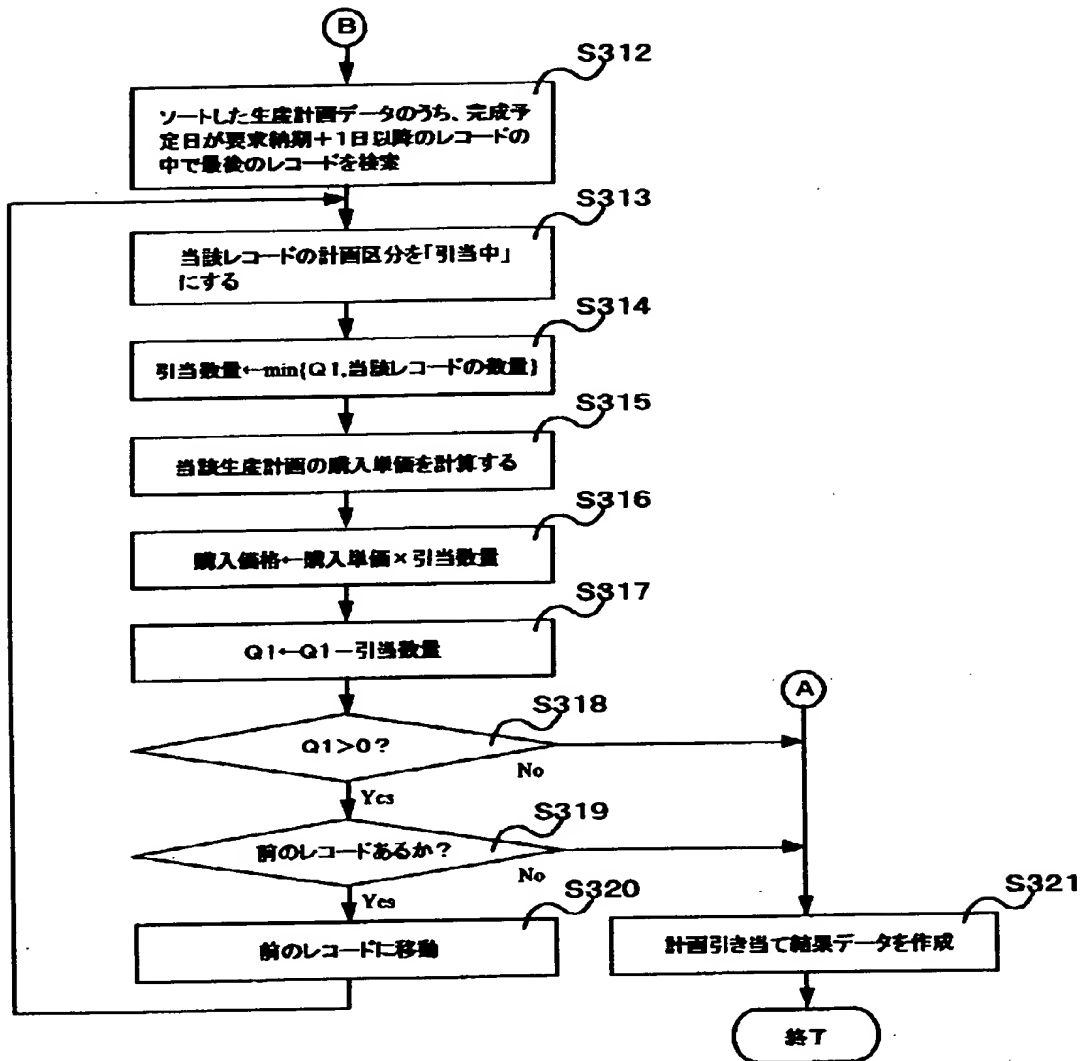 B
S312
ソートした生産計画データのうち、完成予
定日が要求納期+1日以降のレコードの
中で最後のレコードを検索
S313
当該レコードの計画区分を「引当中」
にする
S314
引当数量←min{Q1,当該レコードの数量}
S315
当該生産計画の購入単価を計算する
S316
購入価格←購入単価×引当数量
S317
Q1←Q1-引当数量
A
S318
Q1>0?
No
Yes
S319
前のレコードあるか?
No
Yes
S320
前のレコードに移動
S321
計画引き当て結果データを作成
終了